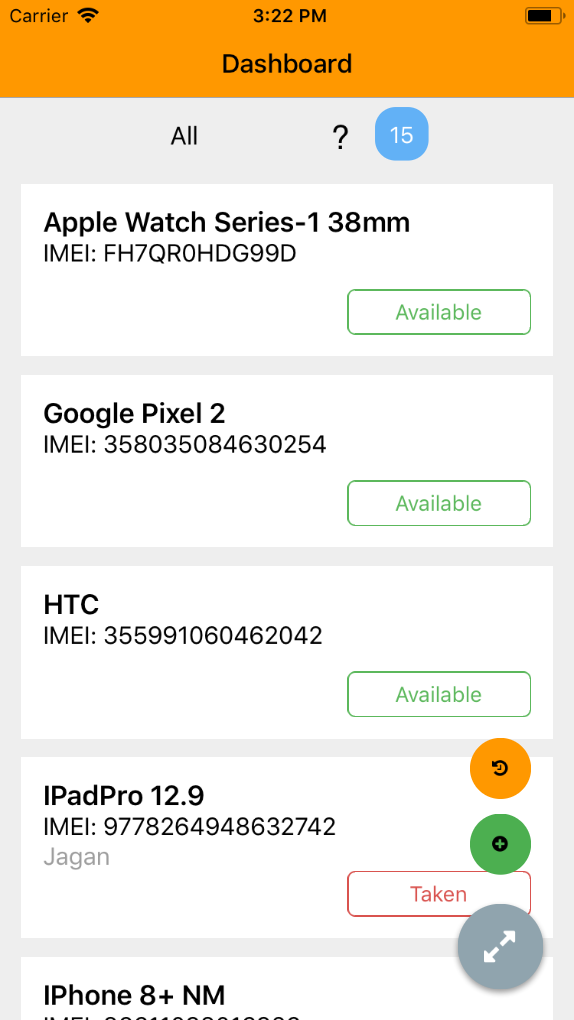 Carrier 3:22 PM
Dashboard
All ? 15
Apple Watch Series-1 38mm
IMEI: FH7QR0HDG99D
Available
Google Pixel 2
IMEI: 358035084630254
Available
HTC
IMEI: 355991060462042
Available
IPadPro 12.9
IMEI: 9778264948632742
Jagan
Taken
IPhone 8+ NM
IMEI: